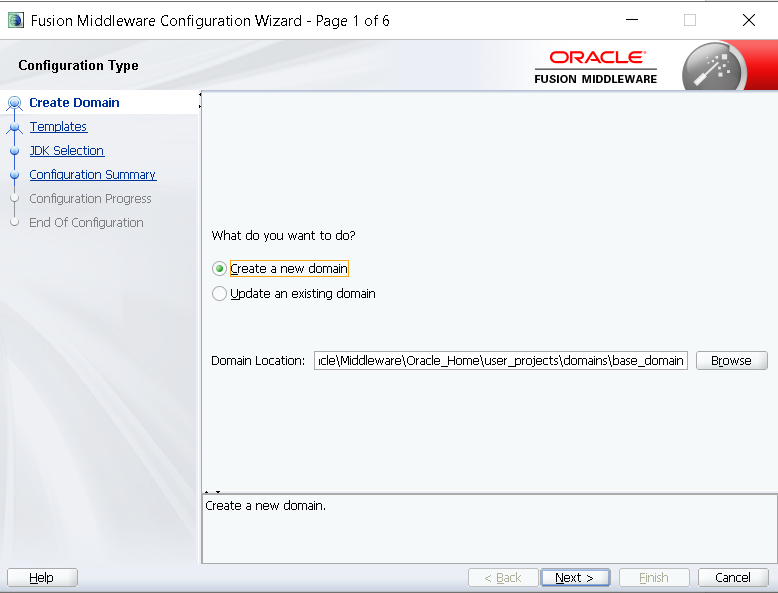 Fusion Middleware Configuration Wizard - Page 1 of 6
Configuration Type
ORACLE
FUSION MIDDLEWARE
Create Domain
Templates
JDK Selection
Configuration Summary
Configuration Progress
End Of Configuration
What do you want to do?
Create a new domain
Update an existing domain
Domain Location: icle\Middleware\Oracle_Home\user_projects\domains\base_domain Browse
Create a new domain.
Help < Back Next > Finish Cancel